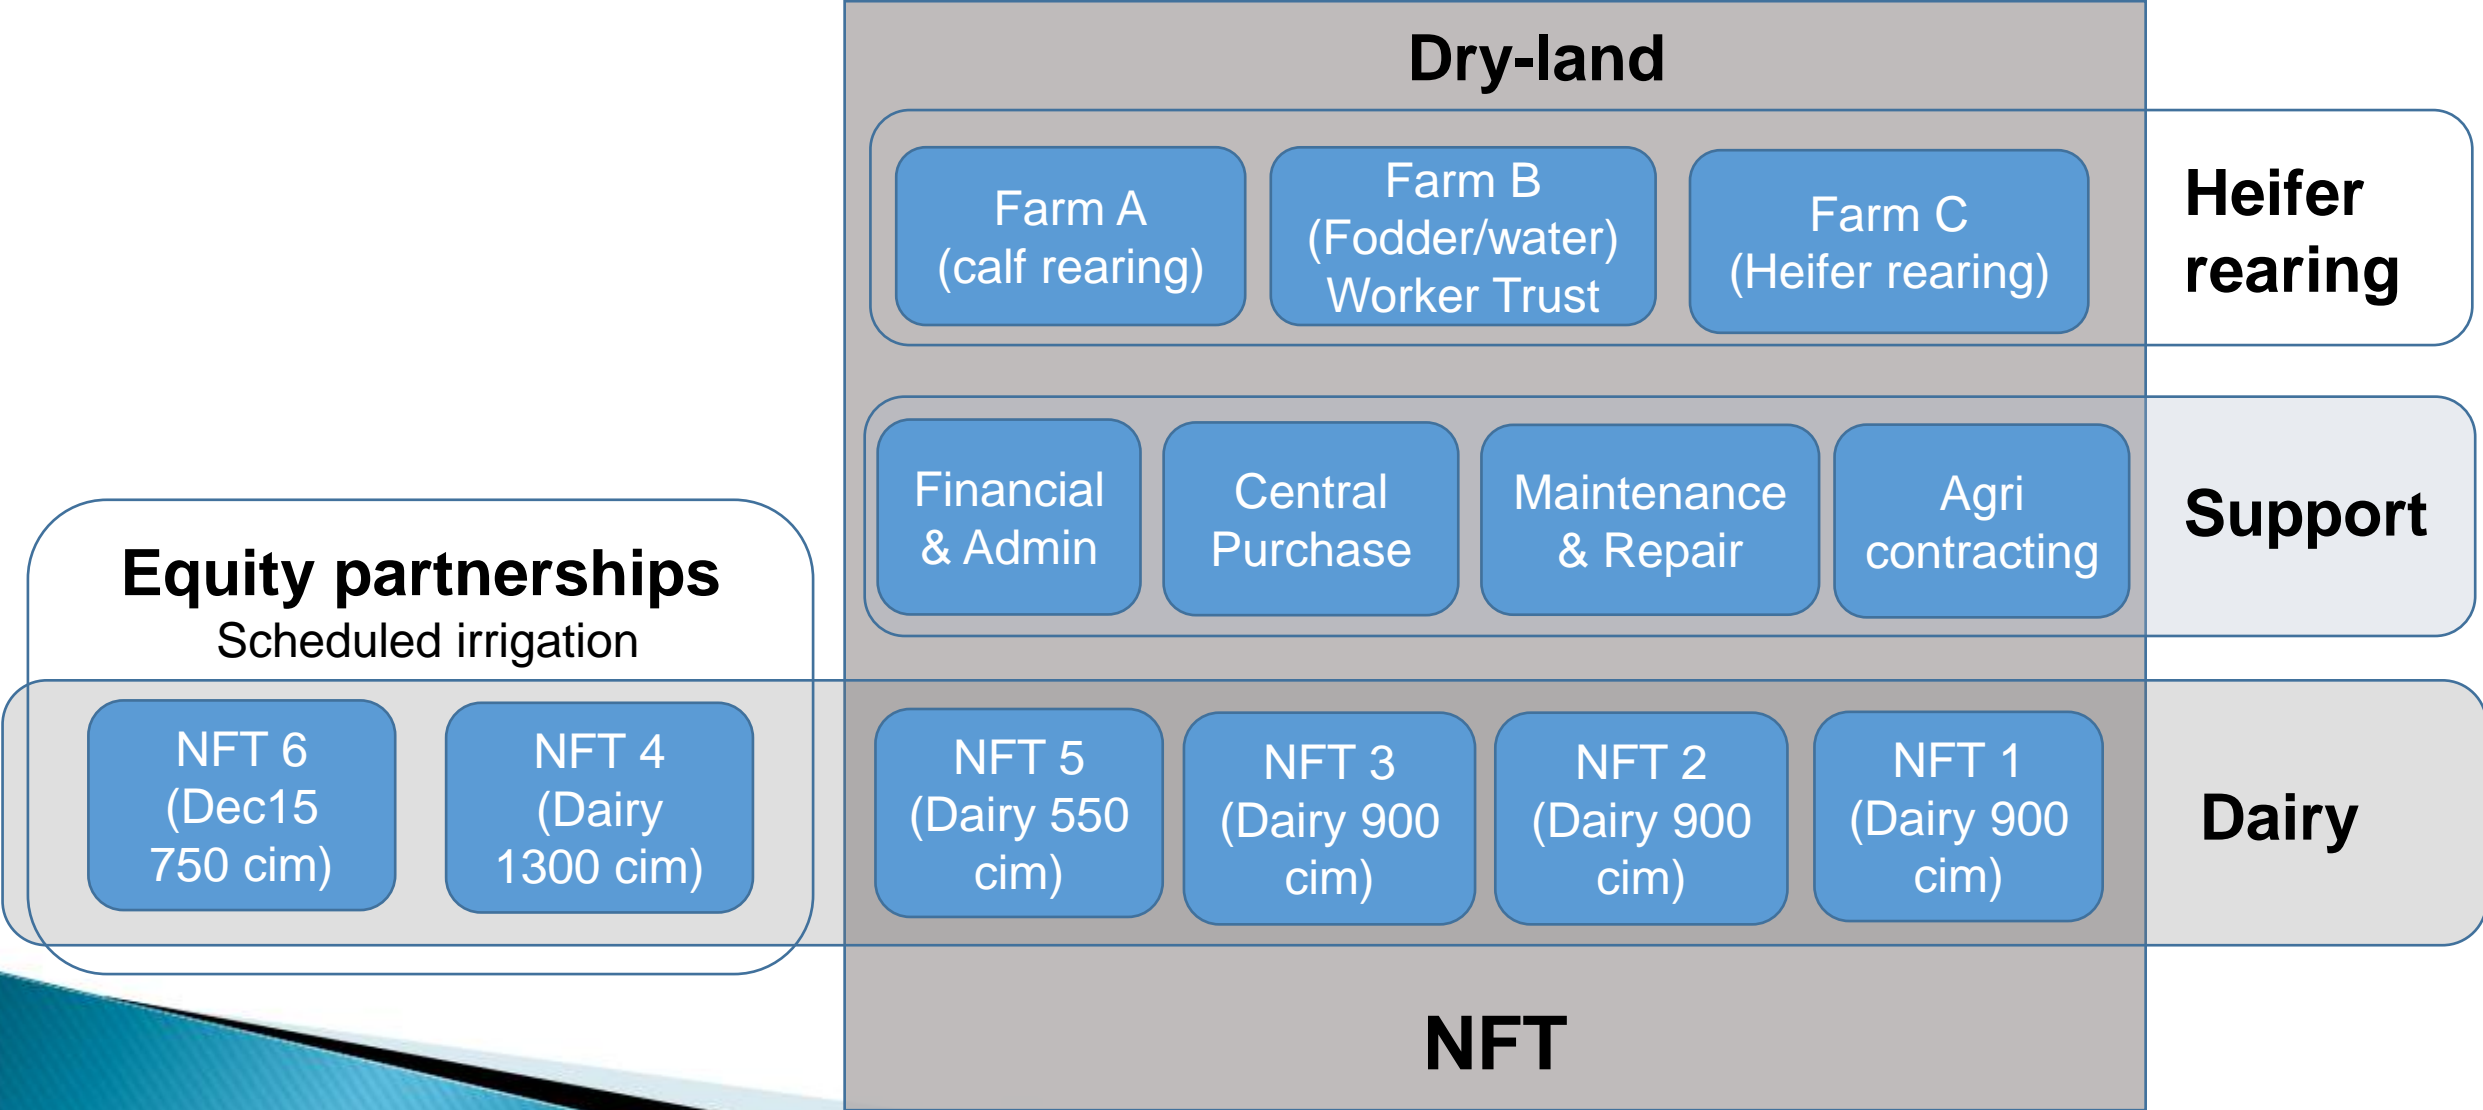 Dry-land
Farm A
(calf rearing)
Farm B
(Fodder/water)
Worker Trust
Farm C
(Heifer rearing)
Heifer
rearing
Financial
& Admin
Central
Purchase
Maintenance
& Repair
Agri
contracting
Support
Equity partnerships
Scheduled irrigation
NFT 6
(Dec15
750 cim)
NFT 4
(Dairy
1300 cim)
NFT 5
(Dairy 550
cim)
NFT 3
(Dairy 900
cim)
NFT 2
(Dairy 900
cim)
NFT 1
(Dairy 900
cim)
Dairy
NFT